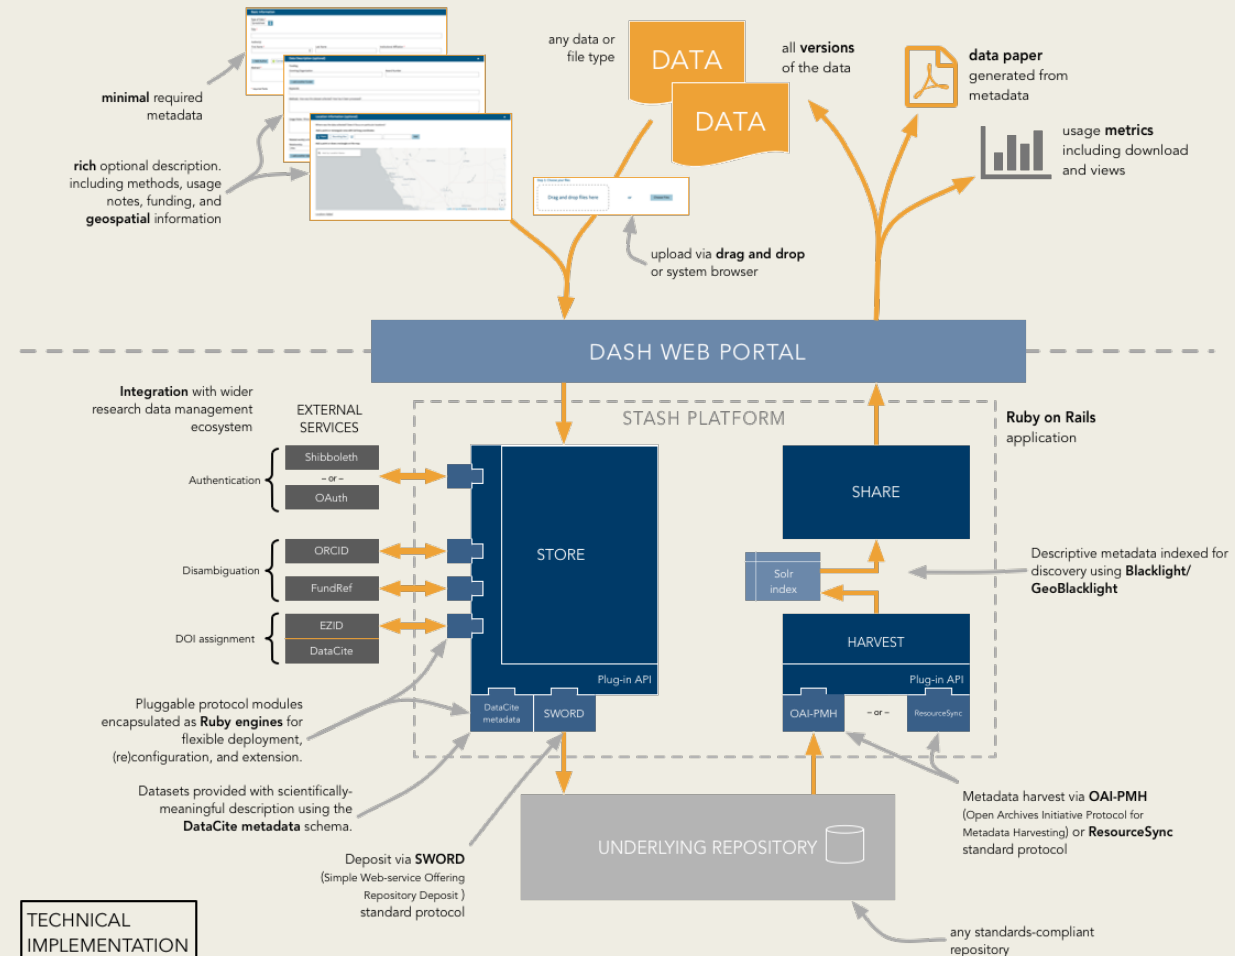 minimal required
metadata
rich optional description.
including methods, usage
notes, funding, and
geospatial information
any data or
file type
DATA
DATA
all versions
of the data
data paper
generated from
metadata
usage metrics
including download
and views
Drag and drop files here
or
upload via drag and drop
or system browser
DASH WEB PORTAL
Integration with wider
research data management
ecosystem
EXTERNAL
SERVICES
STASH PLATFORM
Ruby on Rails
application
Authentication
Shibboleth
– or –
OAuth
Disambiguation
ORCID
FundRef
DOI assignment
EZID
DataCite
STORE
Plug-in API
DataCite
metadata
SWORD
SHARE
Solr
index
HARVEST
Plug-in API
OAI-PMH
– or –
ResourceSync
Descriptive metadata indexed for
discovery using Blacklight/
GeoBlacklight
Pluggable protocol modules
encapsulated as Ruby engines for
flexible deployment,
(re)configuration, and extension.
Datasets provided with scientifically-
meaningful description using the
DataCite metadata schema.
Deposit via SWORD
(Simple Web-service Offering
Repository Deposit )
standard protocol
UNDERLYING REPOSITORY
Metadata harvest via OAI-PMH
(Open Archives Initiative Protocol for
Metadata Harvesting) or ResourceSync
standard protocol
any standards-compliant
repository
TECHNICAL
IMPLEMENTATION